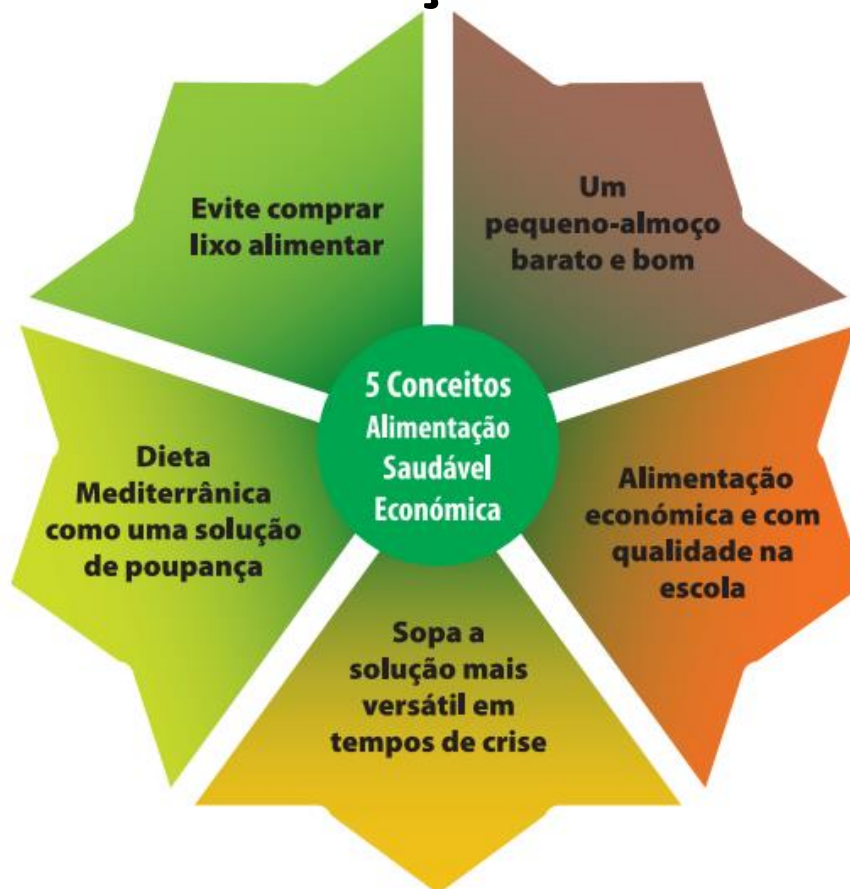 5 Conceitos
Alimentação
Saudável
Económica
Um
pequeno-almoço
barato e bom
Alimentação
económica e com
qualidade na
escola
Sopa a
solução mais
versátil em
tempos de crise
Dieta
Mediterrânica
como uma solução
de poupança
Evite comprar
lixo alimentar